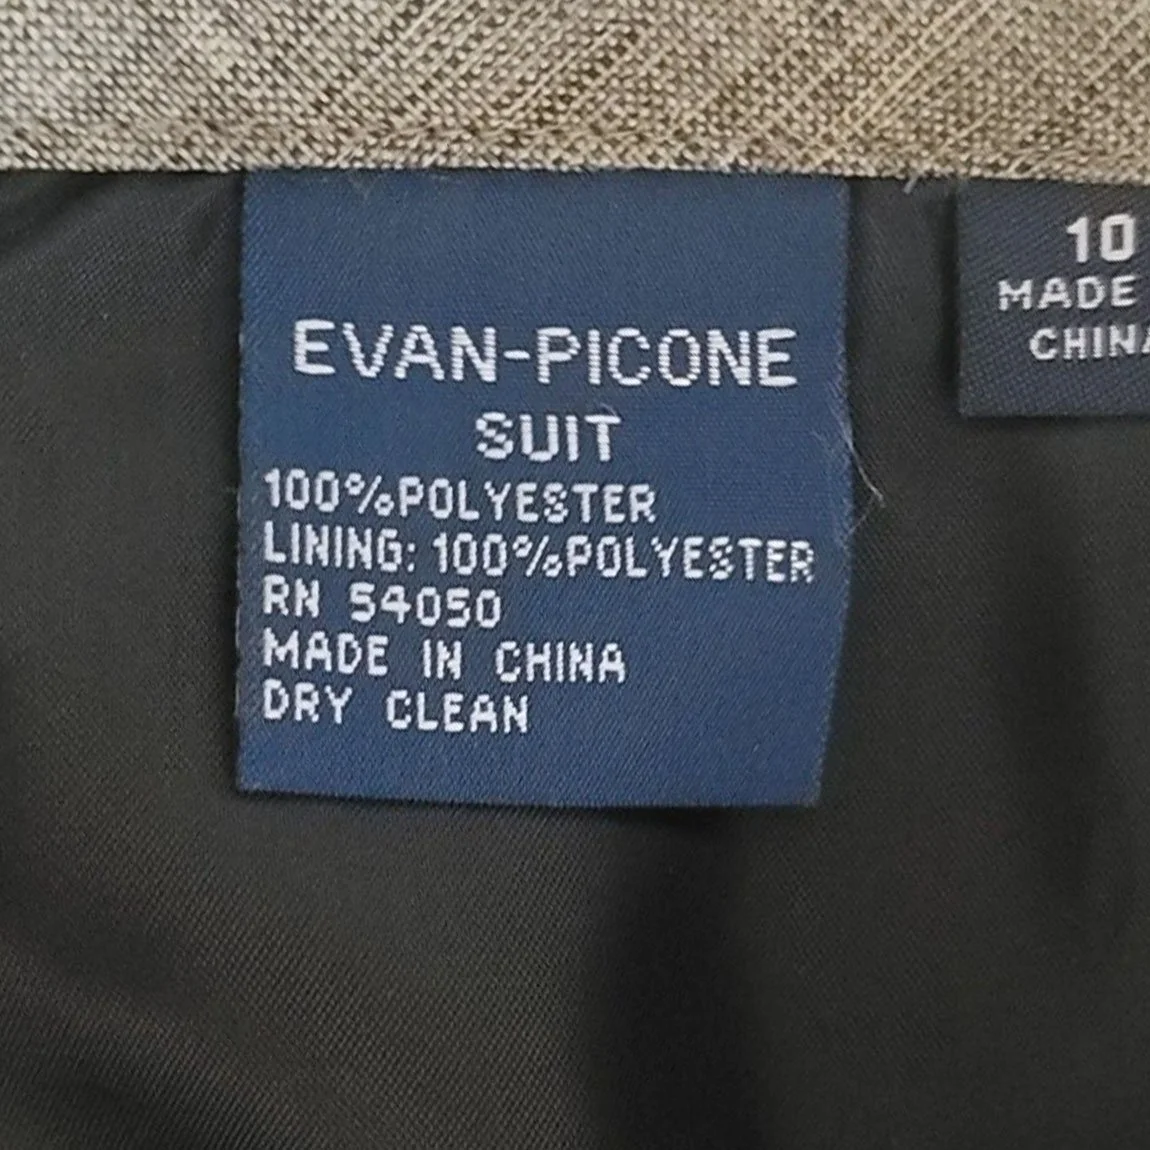 EVAN-PICONE
SUIT
100%POLYESTER
LINING: 100%POLYESTER
RN 54050
MADE IN CHINA
DRY CLEAN
10
MADE
CHINA